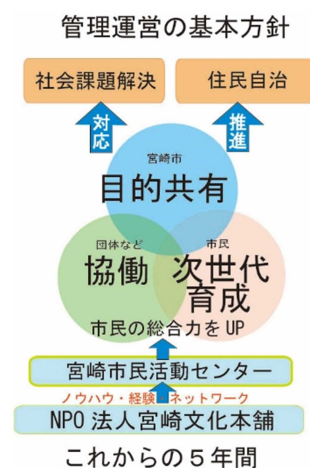 管理運営の基本方針
社会課題解決
住民自治
対応
推進
宮崎市
目的共有
団体など
協働
市民
次世代
育成
市民の総合力をUP
宮崎市民活動センター
ノウハウ・経験・ネットワーク
NPO法人宮崎文化本舗
これからの5年間